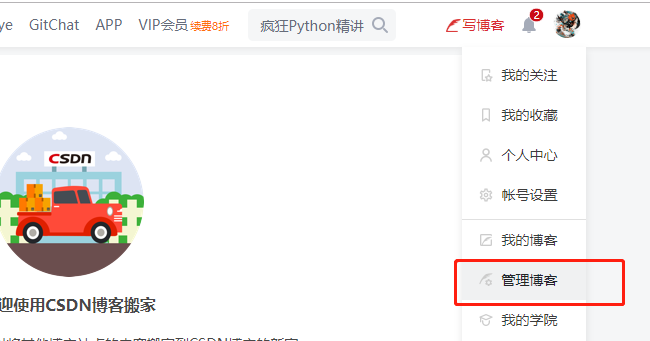 ye GitChat APP VIP会员 续费8折 疯狂Python精讲 写博客 2
我的关注
我的收藏
个人中心
帐号设置
我的博客
管理博客
我的学院
CSDN
迎使用CSDN博客搬家